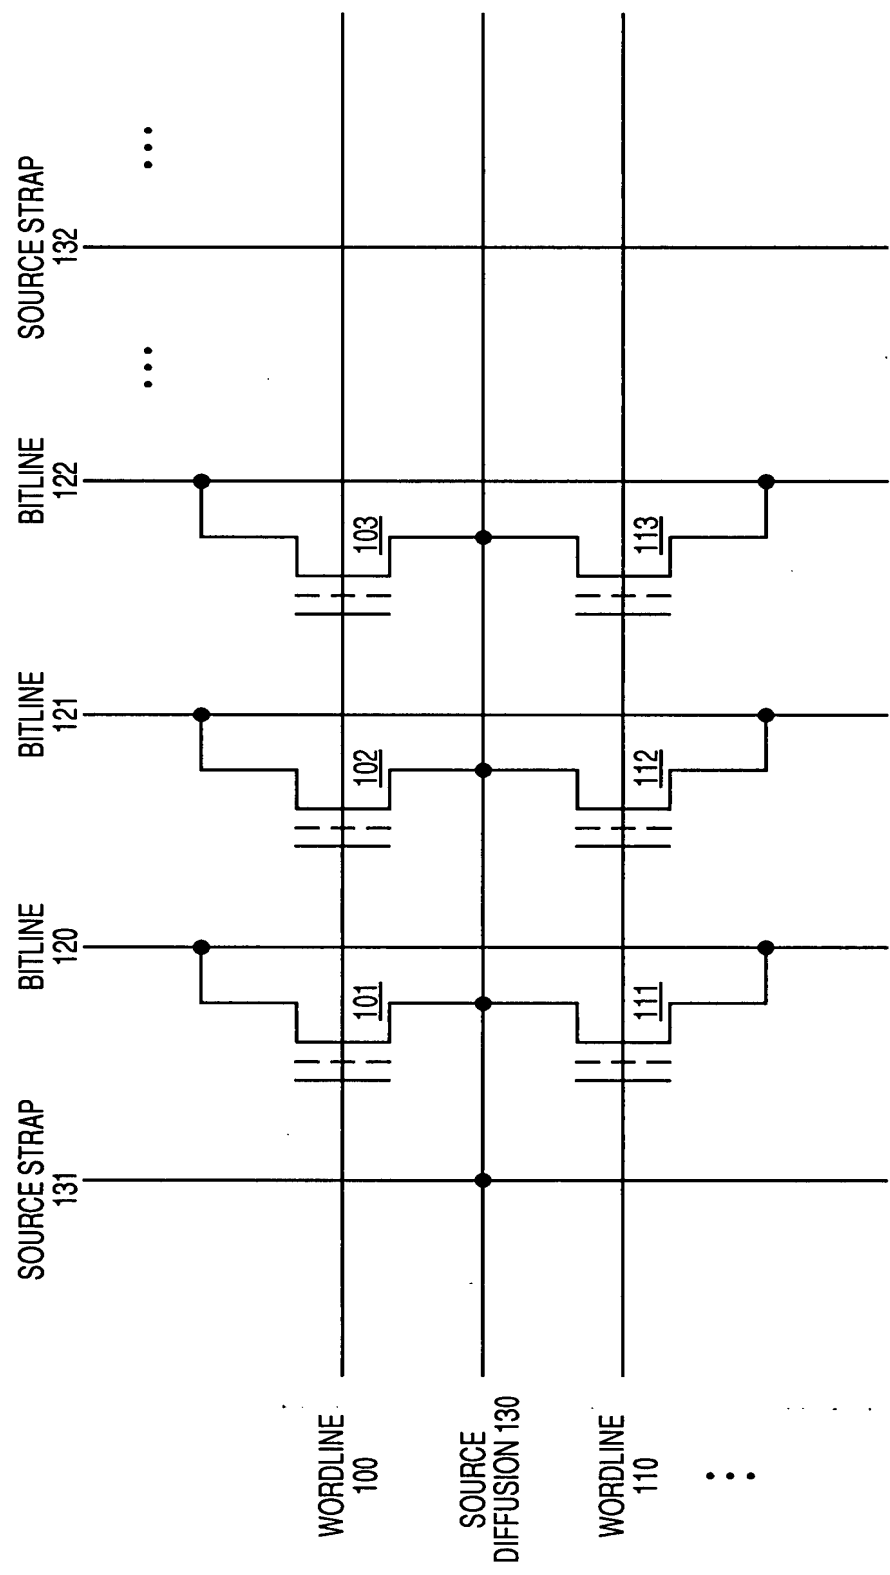 SOURCE STRAP
131
BITLINE
120
BITLINE
121
BITLINE
122
...
SOURCE STRAP
132
...
WORDLINE
100
101
102
103
SOURCE
DIFFUSION 130
WORDLINE
110
111
112
113
...